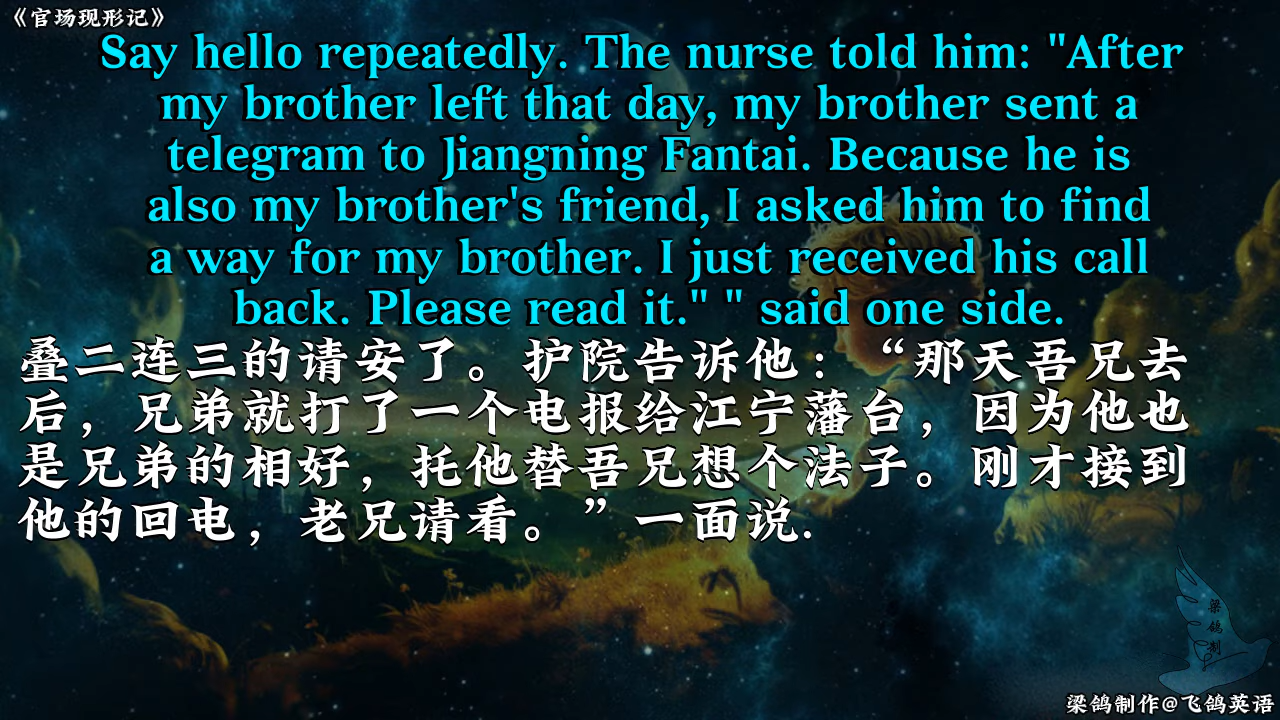 《官场现形记》
Say hello repeatedly. The nurse told him: "After
my brother left that day, my brother sent a
telegram to Jiangning Fantai. Because he is
also my brother's friend, I asked him to find
a way for my brother. I just received his call
back. Please read it." " said one side.
叠二连三的请安了。护院告诉他：“那天吾兄去
后，兄弟就打了一个电报给江宁藩台，因为他也
是兄弟的相好，托他替吾兄想个法子。刚才接到
他的回电，老兄请看。”一面说.
梁鸽制
梁鸽制作@飞鸽英语